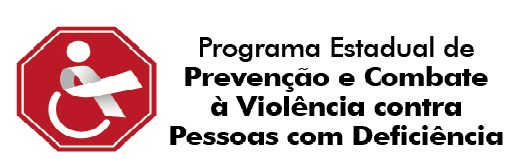 Programa Estadual de
Prevenção e Combate
à Violência contra
Pessoas com Deficiência